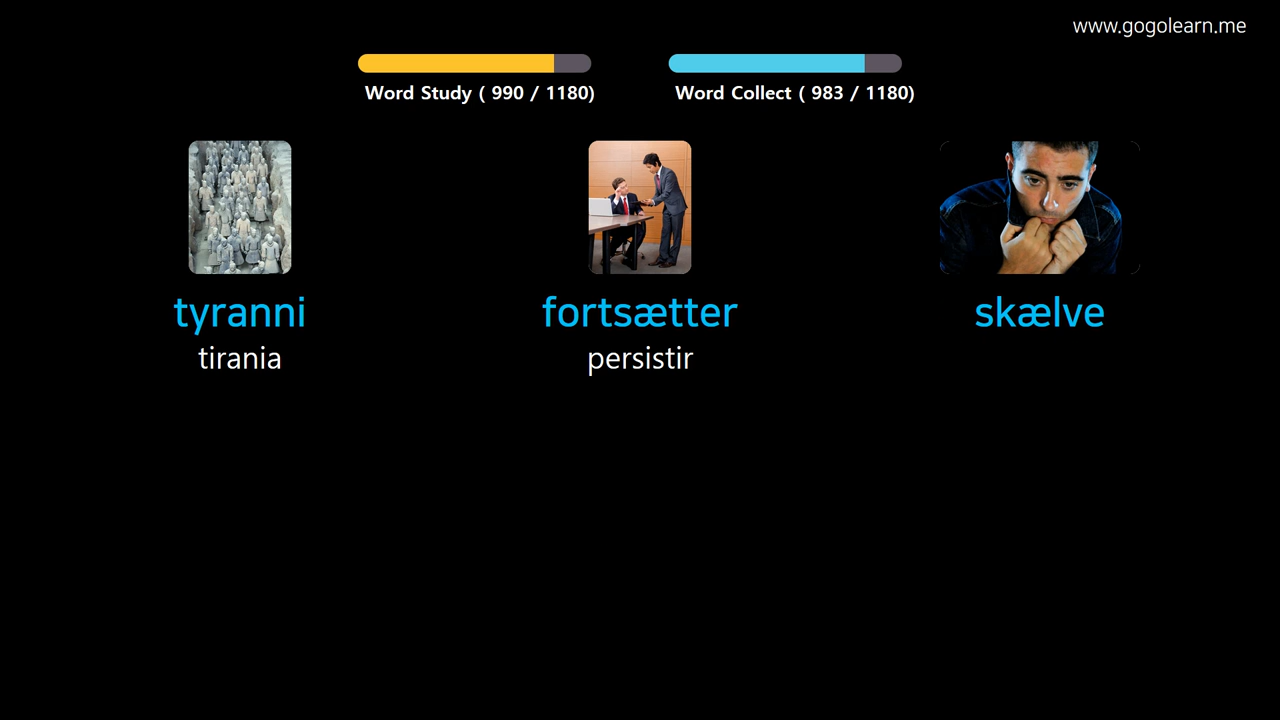 www.gogolearn.me
Word Study ( 990 / 1180)
Word Collect ( 983 / 1180)
tyranni
fortsætter
skælve
tirania
persistir